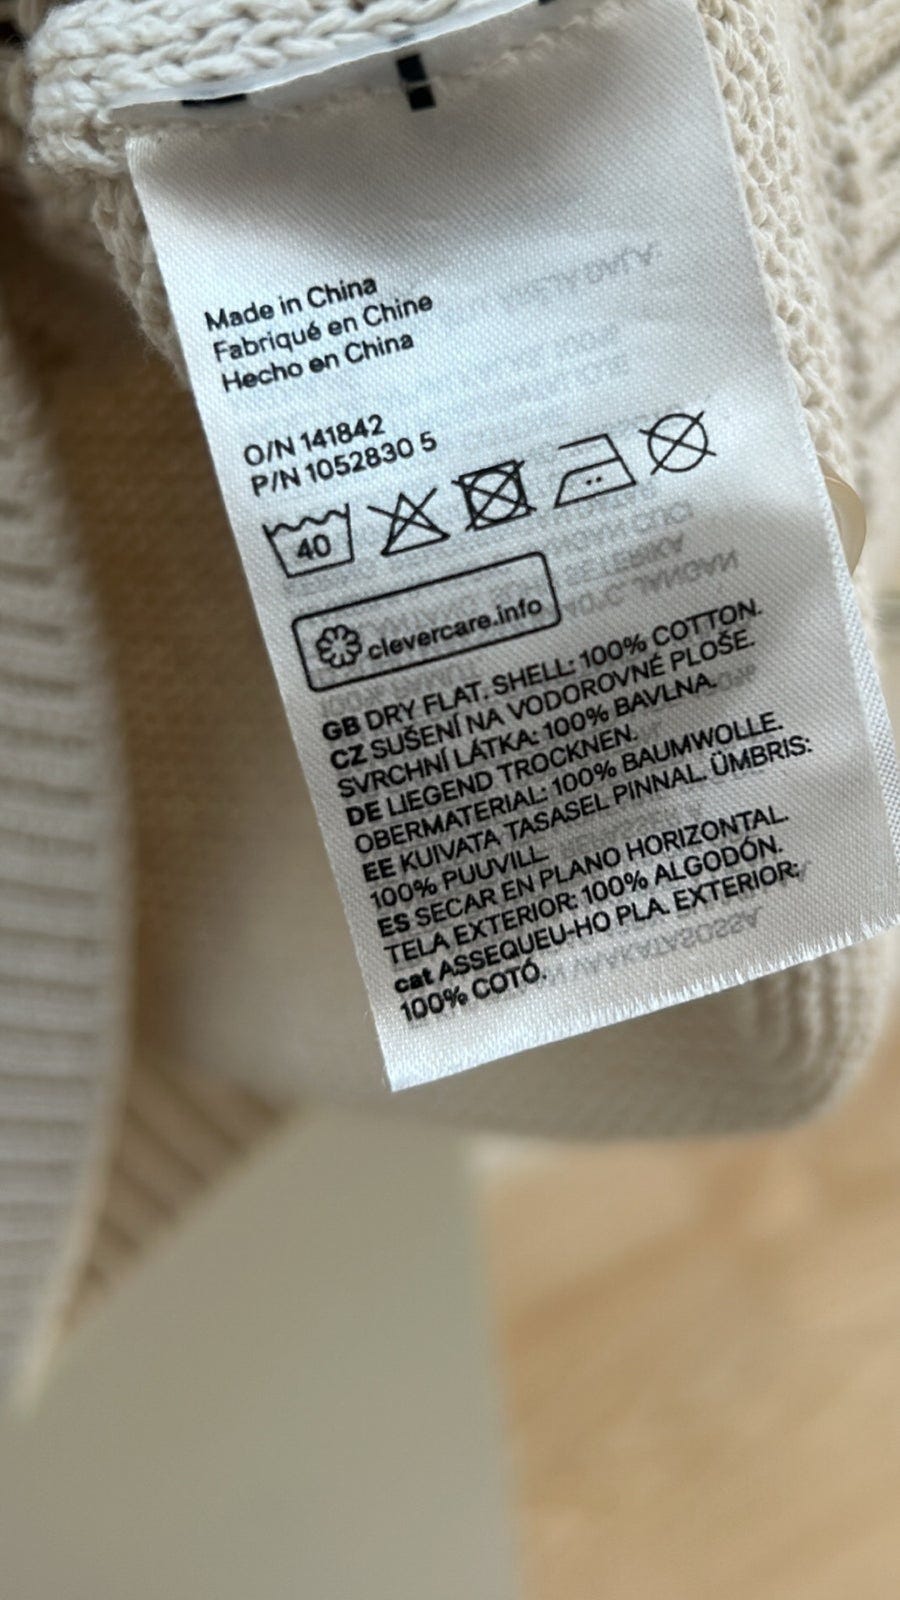 Made in China
Fabriqué en Chine
Hecho en China
O/N 141842
P/N 1052830 5
40
clevercare.info
GB DRY FLAT. SHELL: 100% COTTON.
CZ SUŠENÍ NA VODOROVNÉ PLOŠE.
SVRCHNÍ LÁTKA: 100% BAVLNA.
DE LIEGEND TROCKNEN.
OBERMATERIAL: 100% BAUMWOLLE.
EE KUIVATA TASASEL PINNAL. ÜMBRIS:
100% PUUVILL.
ES SECAR EN PLANO HORIZONTAL.
TELA EXTERIOR: 100% ALGODÓN.
cat ASSEQUEU-HO PLA. EXTERIOR:
100% COTÓ.